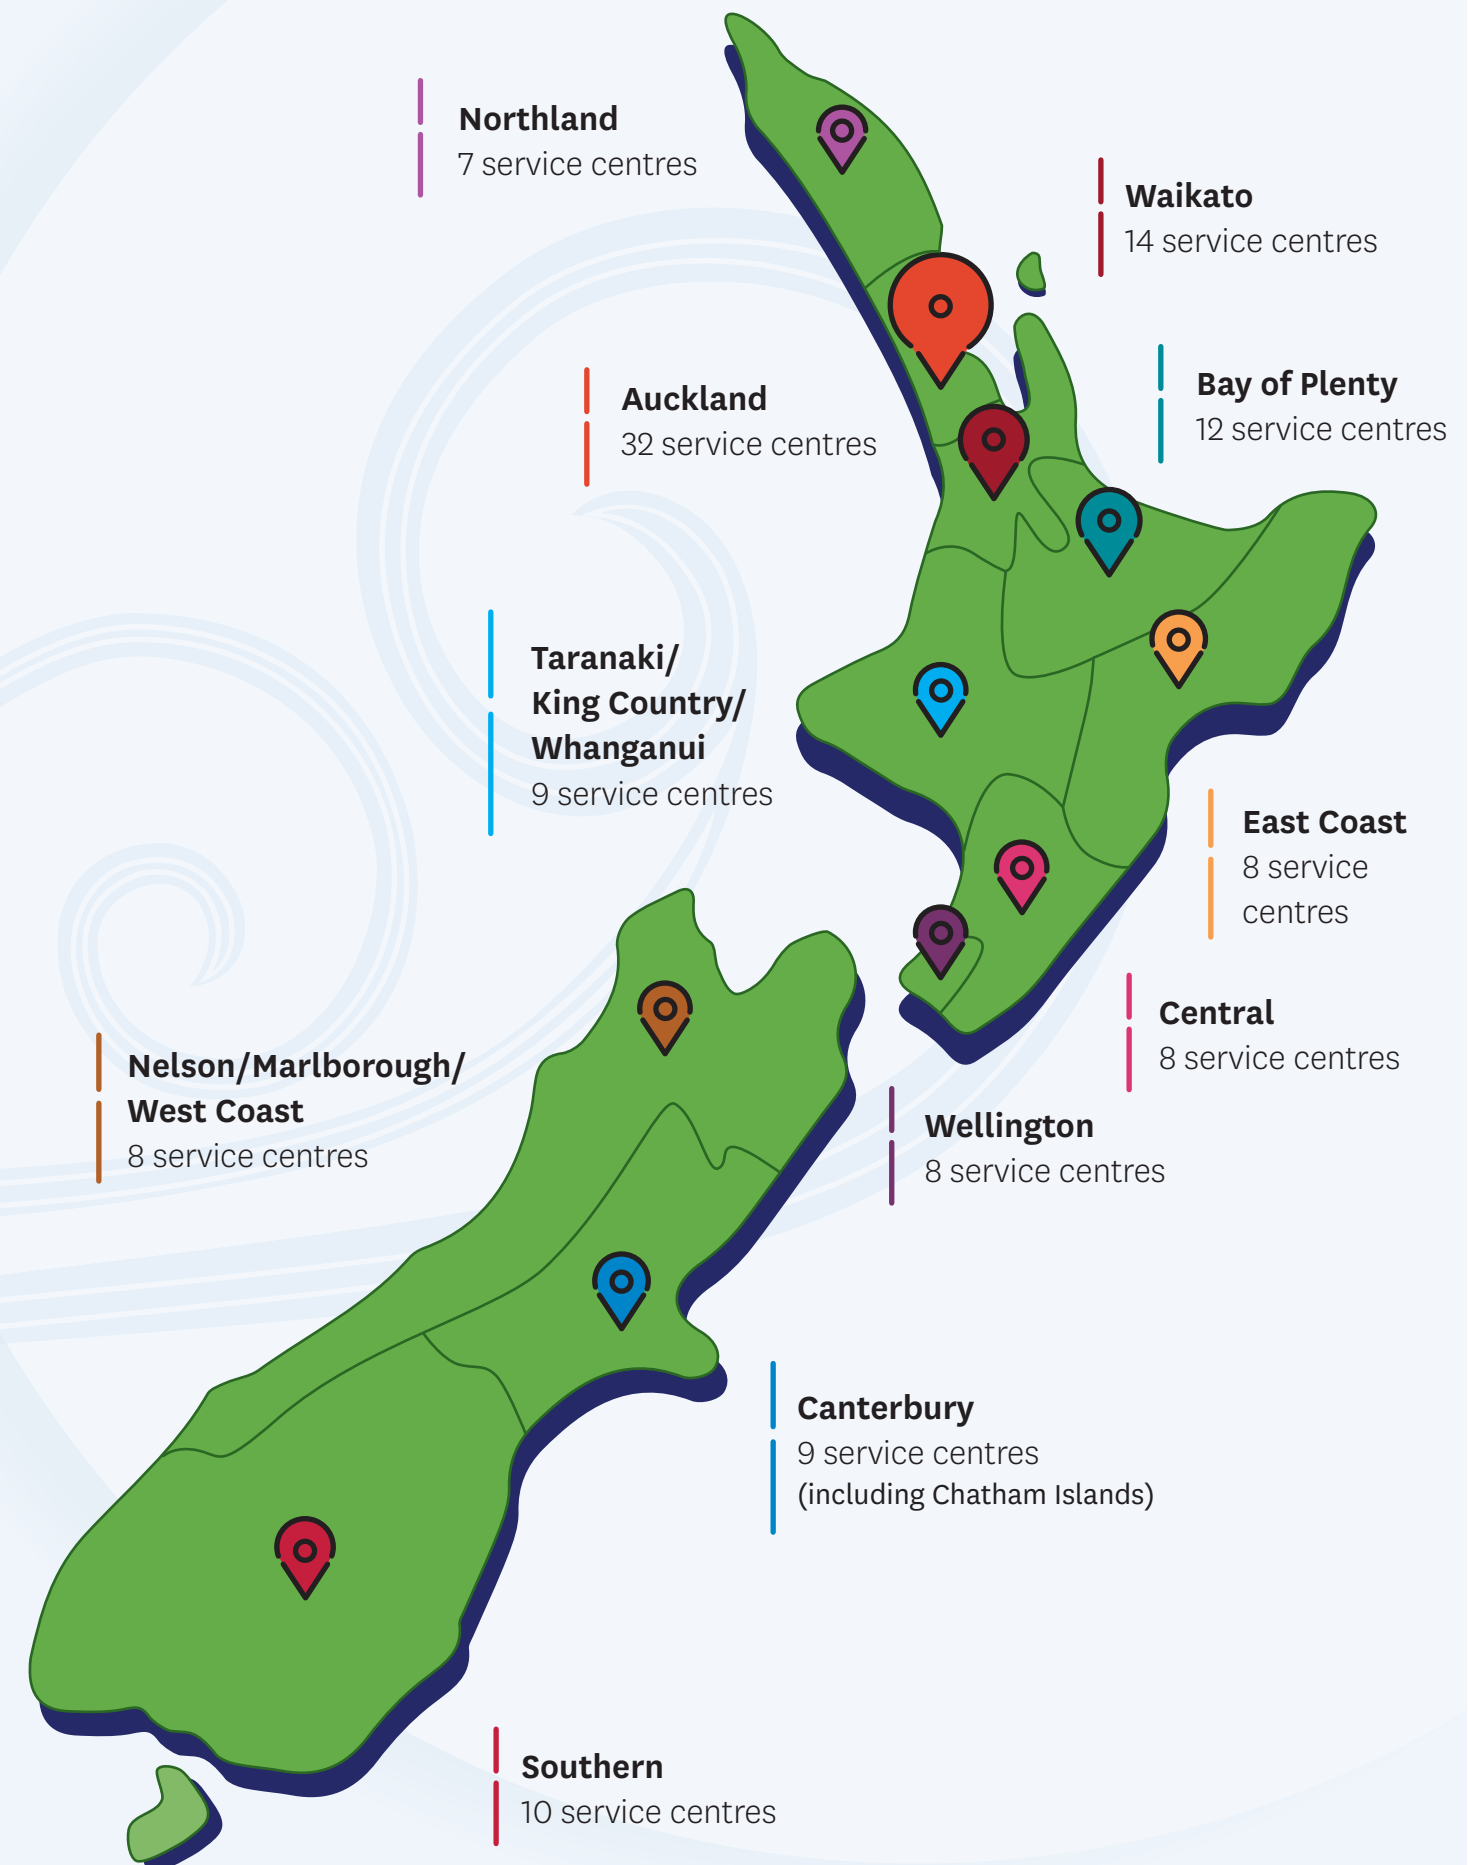 Northland
7 service centres
Waikato
14 service centres
Auckland
32 service centres
Bay of Plenty
12 service centres
Taranaki/
King Country/
Whanganui
9 service centres
East Coast
8 service
centres
Central
8 service centres
Nelson/Marlborough/
West Coast
8 service centres
Wellington
8 service centres
Canterbury
9 service centres
(including Chatham Islands)
Southern
10 service centres